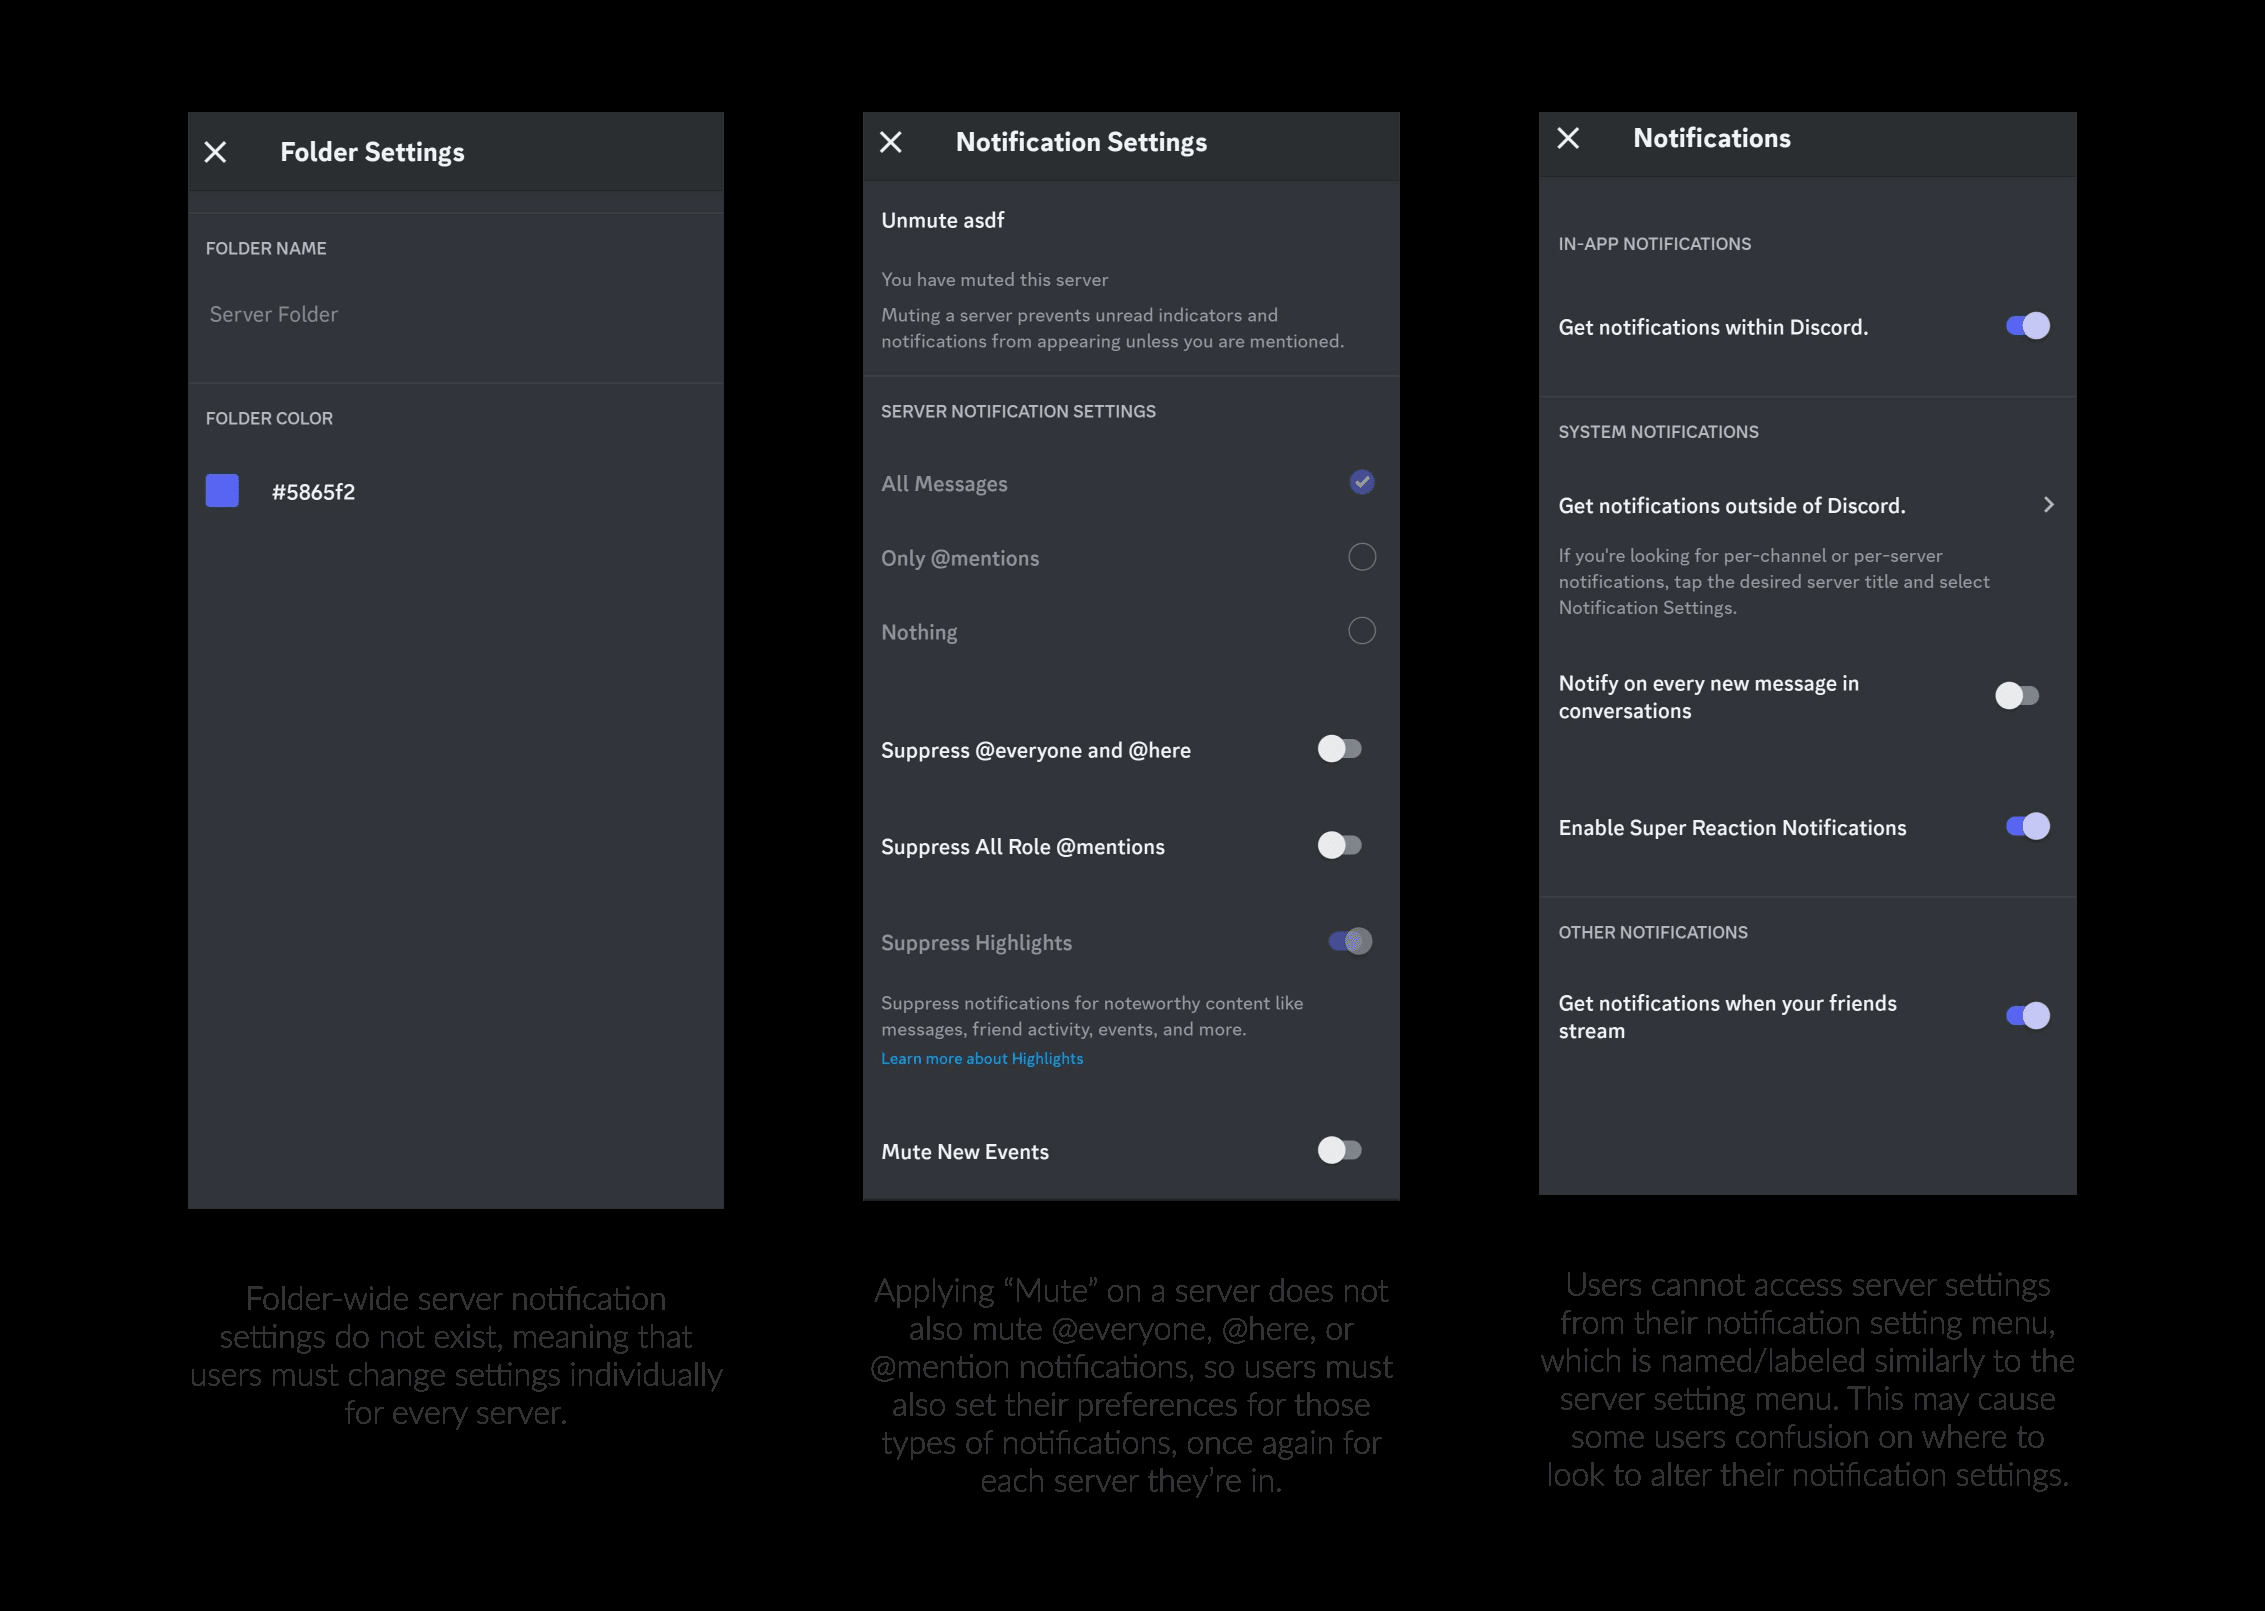 Folder Settings
FOLDER NAME
Server Folder
FOLDER COLOR
#5865f2
Folder-wide server notification
settings do not exist, meaning that
users must change settings individually
for every server.
Notification Settings
Unmute asdf
You have muted this server
Muting a server prevents unread indicators and
notifications from appearing unless you are mentioned.
SERVER NOTIFICATION SETTINGS
All Messages
Only @mentions
Nothing
Suppress @everyone and @here
Suppress All Role @mentions
Suppress Highlights
Suppress notifications for noteworthy content like
messages, friend activity, events, and more.
Learn more about Highlights
Mute New Events
Applying “Mute” on a server does not
also mute @everyone, @here, or
@mention notifications, so users must
also set their preferences for those
types of notifications, once again for
each server they’re in.
Notifications
IN-APP NOTIFICATIONS
Get notifications within Discord.
SYSTEM NOTIFICATIONS
Get notifications outside of Discord.
If you're looking for per-channel or per-server
notifications, tap the desired server title and select
Notification Settings.
Notify on every new message in
conversations
Enable Super Reaction Notifications
OTHER NOTIFICATIONS
Get notifications when your friends
stream
Users cannot access server settings
from their notification setting menu,
which is named/labeled similarly to the
server setting menu. This may cause
some users confusion on where to
look to alter their notification settings.